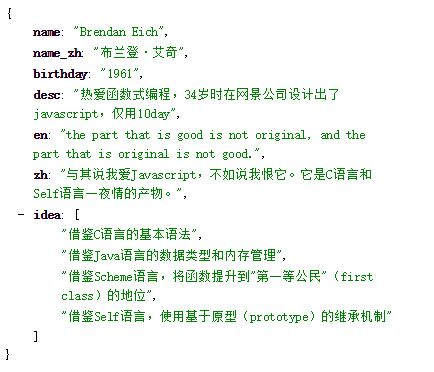 {
name: "Brendan Eich",
name_zh: "布兰登·艾奇",
birthday: "1961",
desc: "热爱函数式编程，34岁时在网景公司设计出了
javascript，仅用10day",
en: "the part that is good is not original, and the
part that is original is not good.",
zh: "与其说我爱Javascript，不如说我恨它。它是C语言和
Self语言一夜情的产物。",
- idea: [
"借鉴C语言的基本语法",
"借鉴Java语言的数据类型和内存管理",
"借鉴Scheme语言，将函数提升到"第一等公民"（first
class）的地位",
"借鉴Self语言，使用基于原型（prototype）的继承机制"
]
}